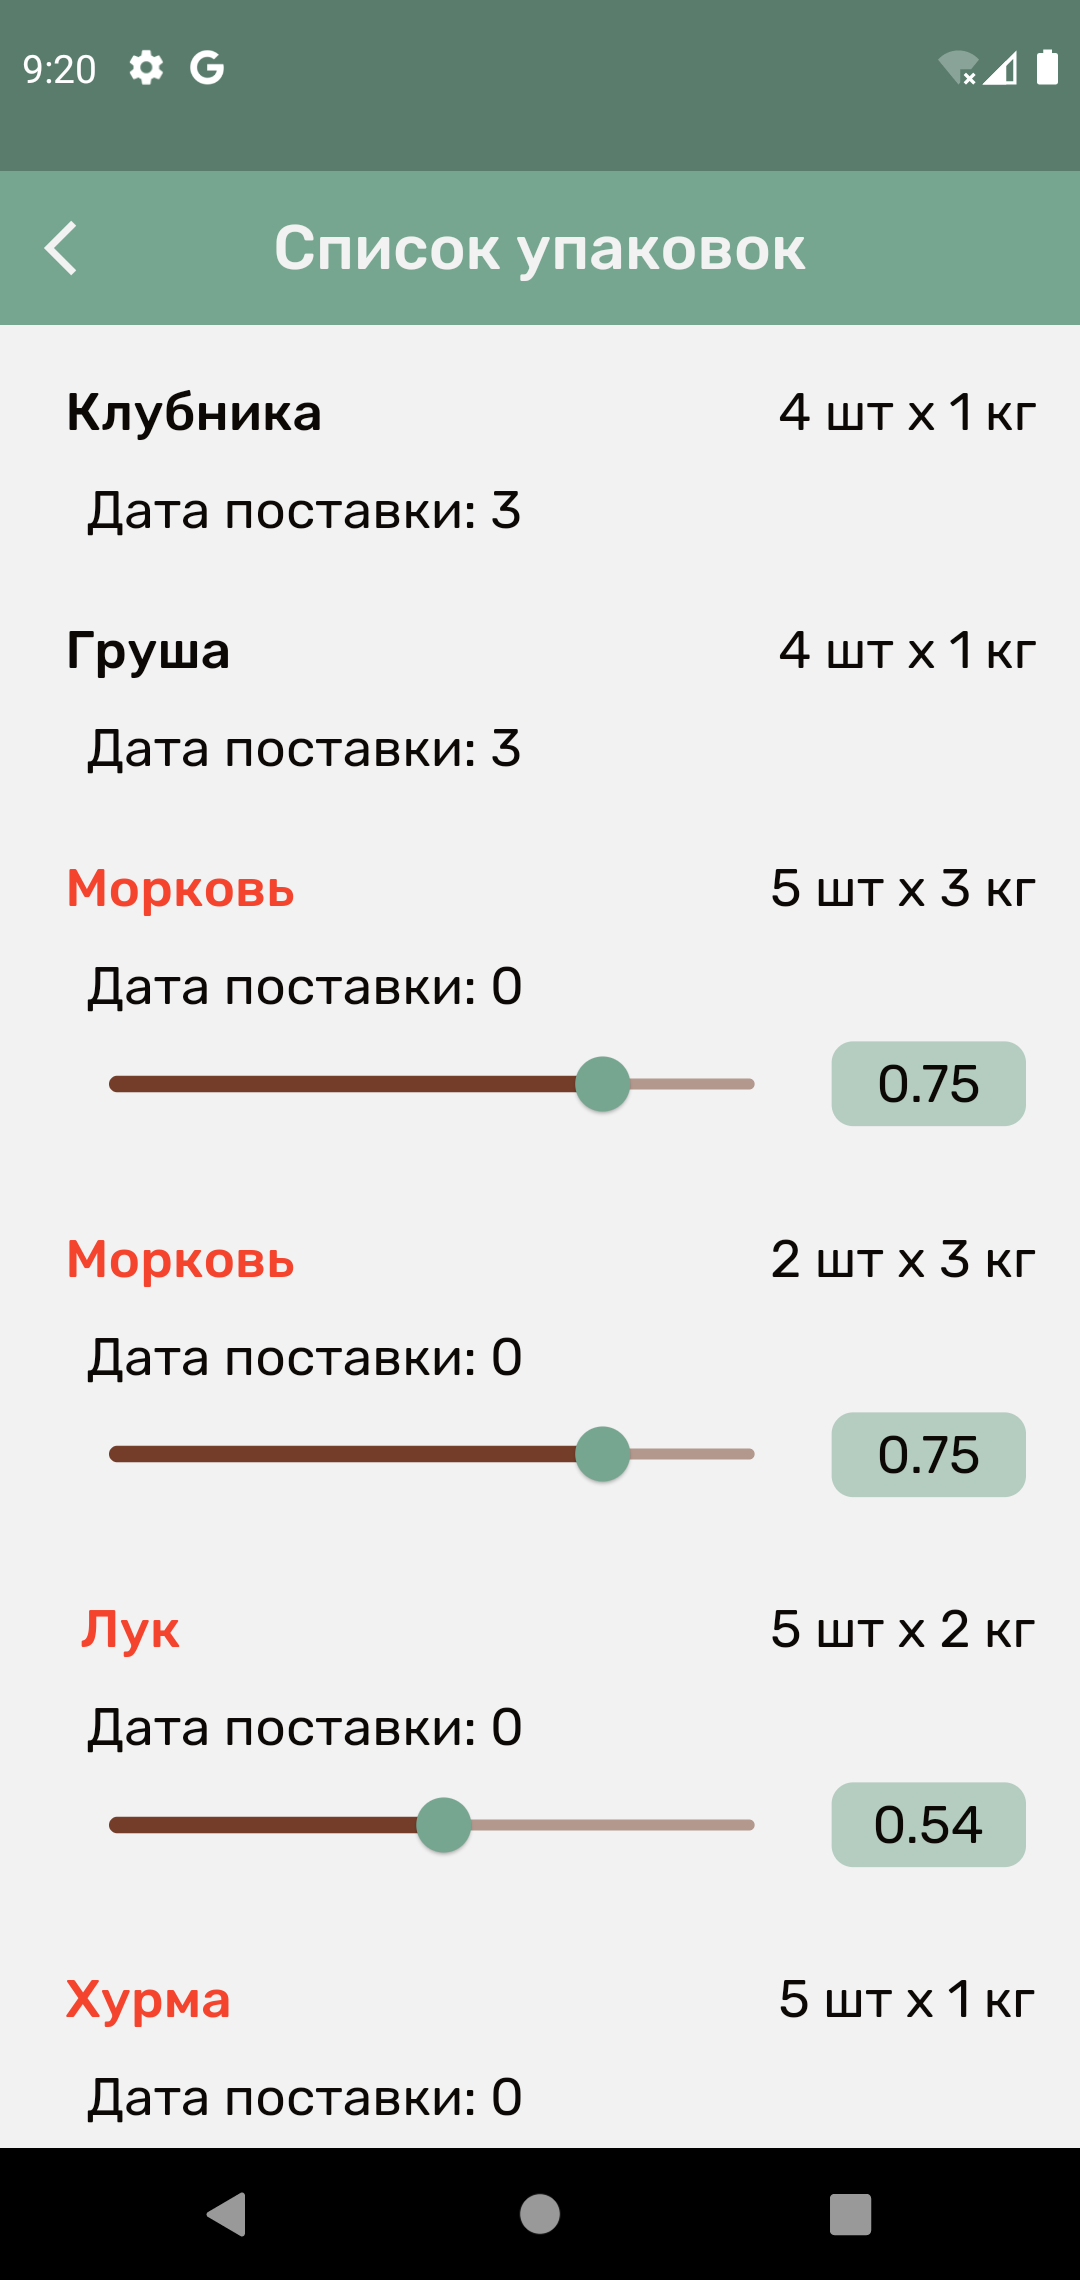 9:20
Список упаковок
Клубника 4 шт x 1 кг
Дата поставки: 3
Груша 4 шт x 1 кг
Дата поставки: 3
Морковь 5 шт x 3 кг
Дата поставки: 0
0.75
Морковь 2 шт x 3 кг
Дата поставки: 0
0.75
Лук 5 шт x 2 кг
Дата поставки: 0
0.54
Хурма 5 шт x 1 кг
Дата поставки: 0